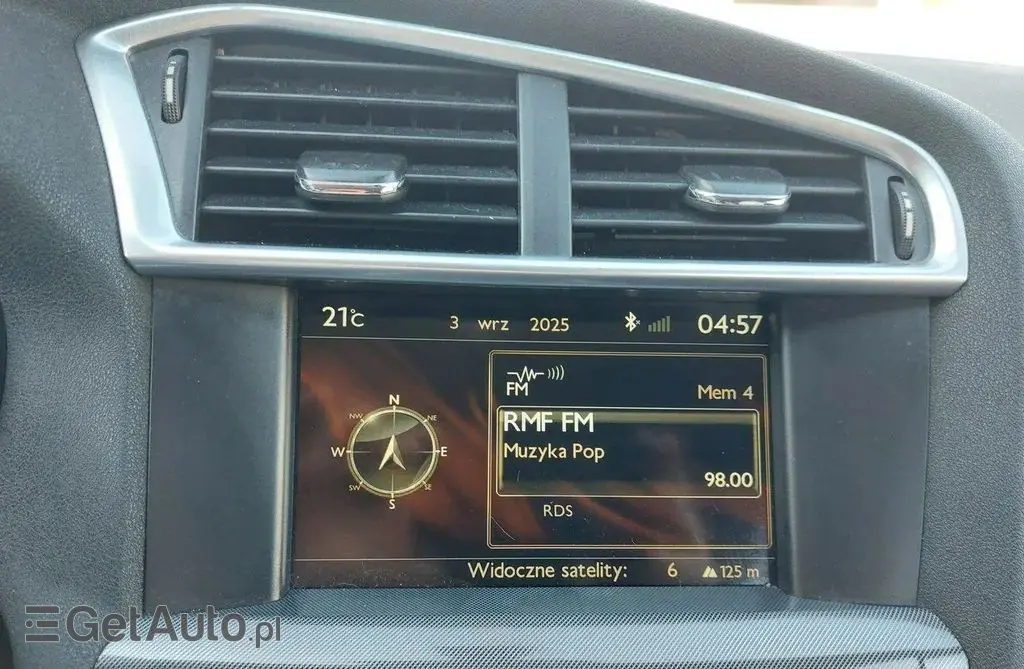 21°C 3 wrz 2025 04:57
FM Mem 4
RMF FM
Muzyka Pop
98.00
RDS
N
NW NE
W E
SW SE
S
Widoczne satelity: 6 125 m
GetAuto.pl